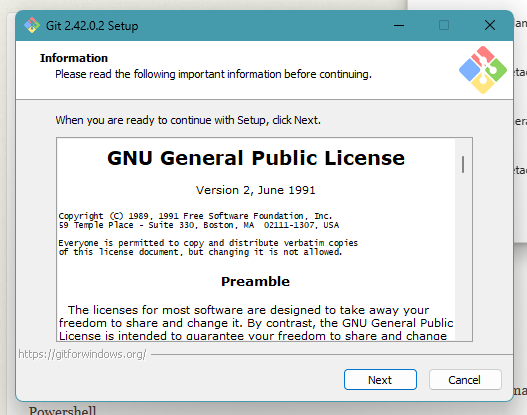 Git 2.42.0.2 Setup
Information
Please read the following important information before continuing.
When you are ready to continue with Setup, click Next.
GNU General Public License
Version 2, June 1991
Copyright (C) 1989, 1991 Free Software Foundation, Inc.
59 Temple Place - Suite 330, Boston, MA  02111-1307, USA
Everyone is permitted to copy and distribute verbatim copies
of this license document, but changing it is not allowed.
Preamble
The licenses for most software are designed to take away your
freedom to share and change it. By contrast, the GNU General Public
License is intended to guarantee your freedom to share and change
https://gitforwindows.org/
Next
Cancel
Powershell